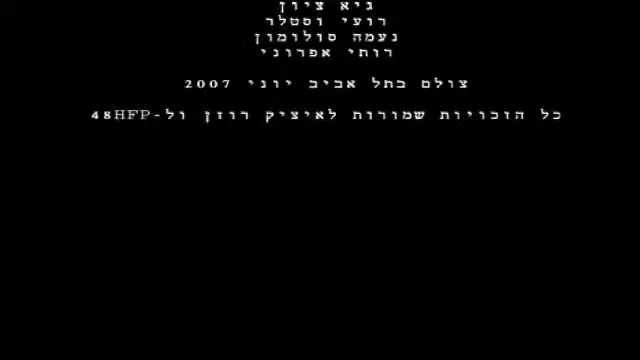 גיא ציון
רועי וסטלר
נעמה סולומון
רותי אפרוני
צולם בתל אביב יוני 2007
כל הזכויות שמורות לאיציק רוזן ול-48HFP